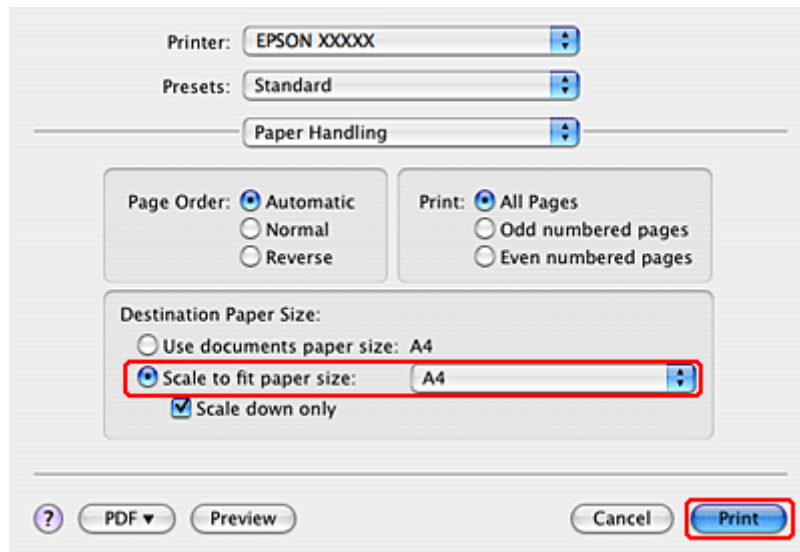 Printer: EPSON XXXXX
Presets: Standard
Paper Handling
Page Order: Automatic
Normal
Reverse
Print: All Pages
Odd numbered pages
Even numbered pages
Destination Paper Size:
Use documents paper size: A4
Scale to fit paper size: A4
Scale down only
? PDF ▼ Preview Cancel Print